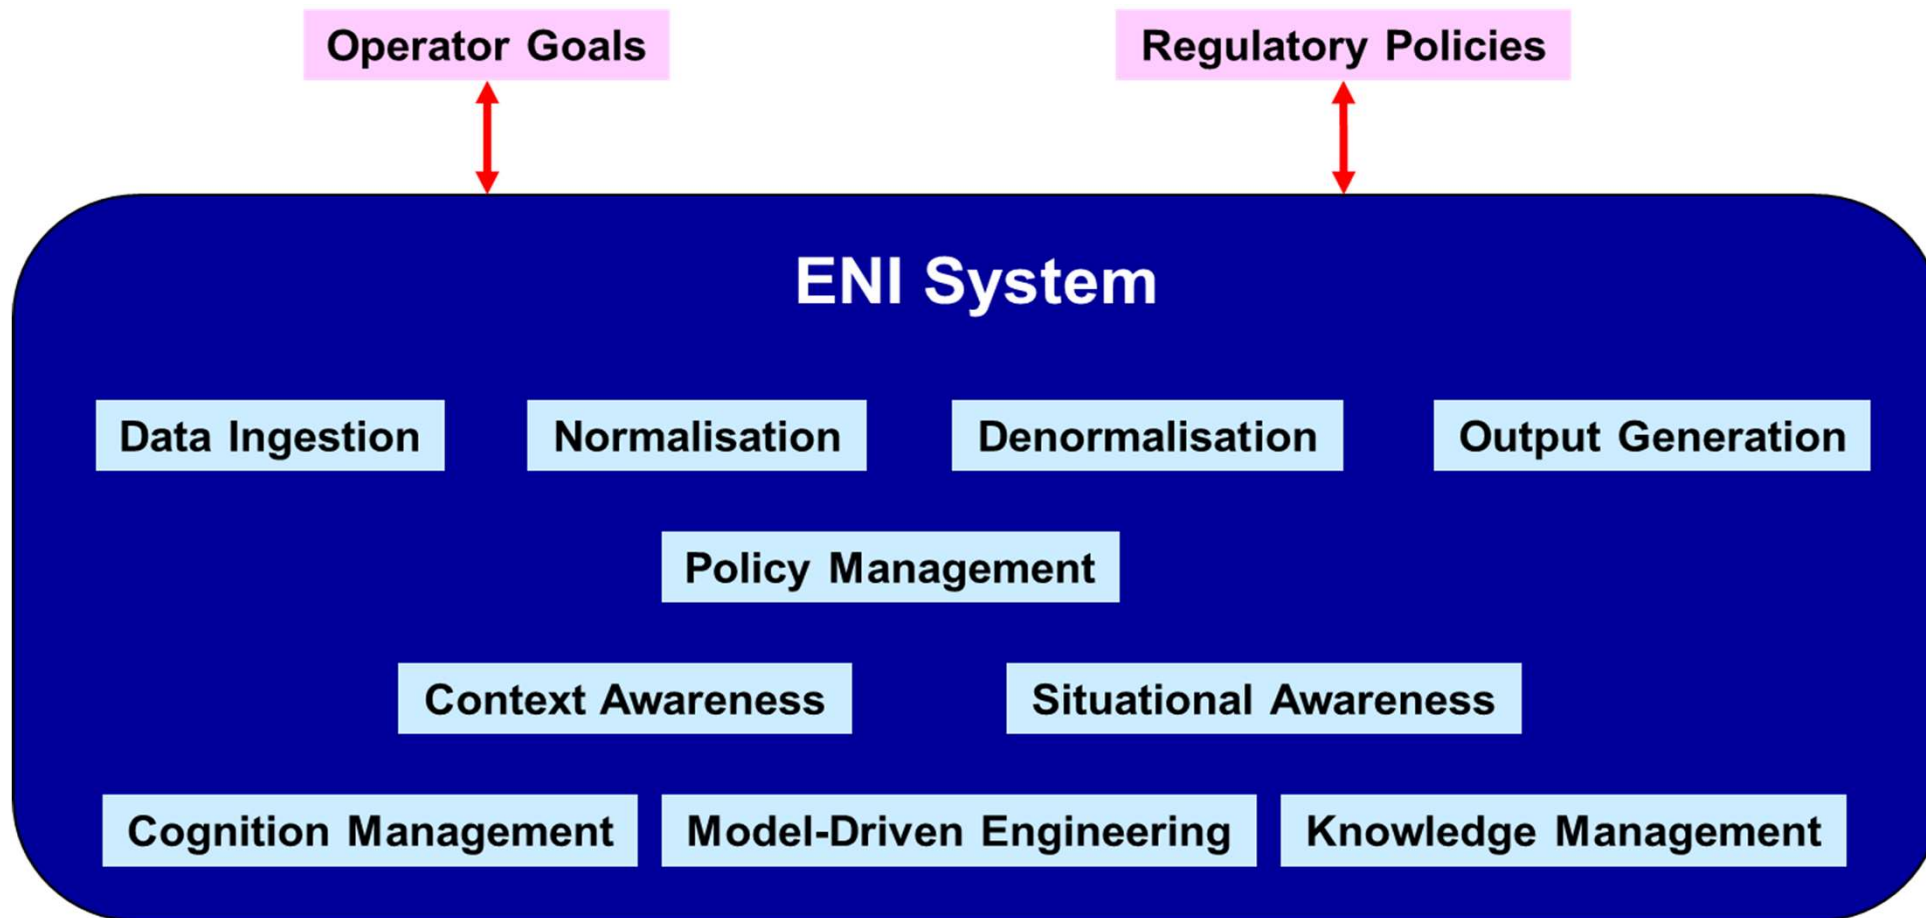 Operator Goals
Regulatory Policies
ENI System
Data Ingestion
Normalisation
Denormalisation
Output Generation
Policy Management
Context Awareness
Situational Awareness
Cognition Management
Model-Driven Engineering
Knowledge Management